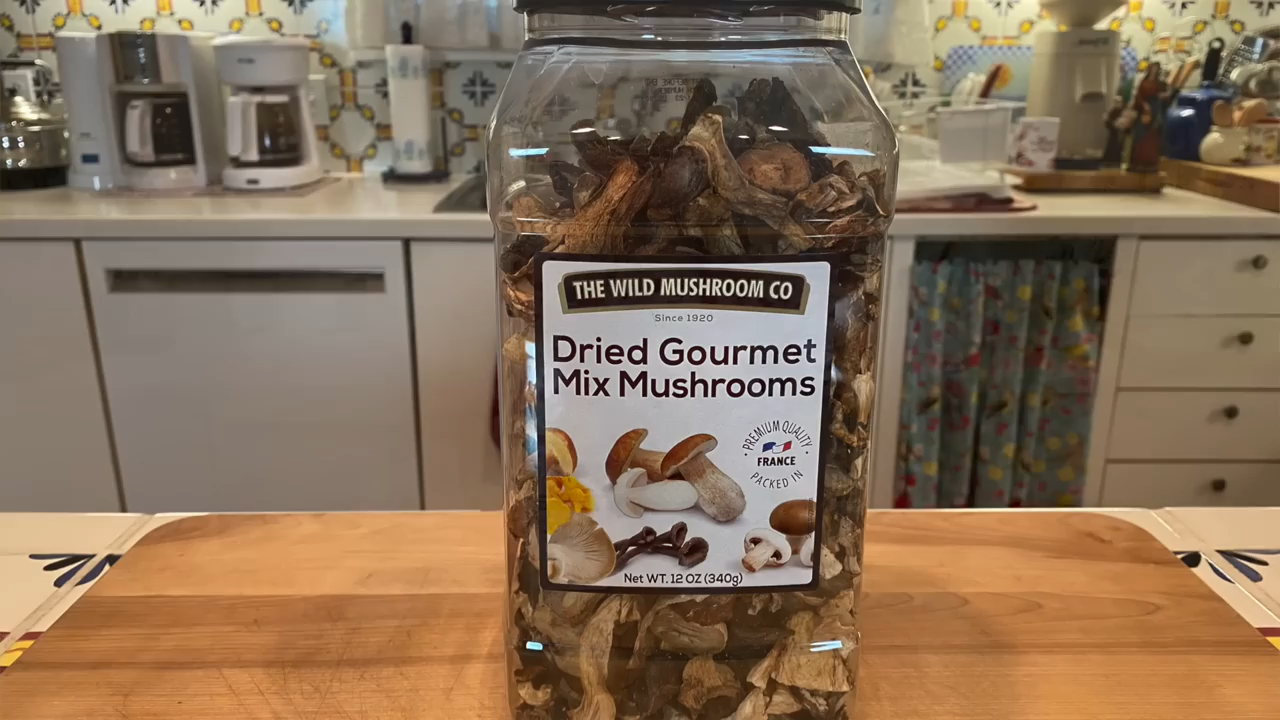 THE WILD MUSHROOM CO
Since 1920
Dried Gourmet
Mix Mushrooms
PREMIUM QUALITY
FRANCE
PACKED IN
Net WT. 12 OZ (340g)